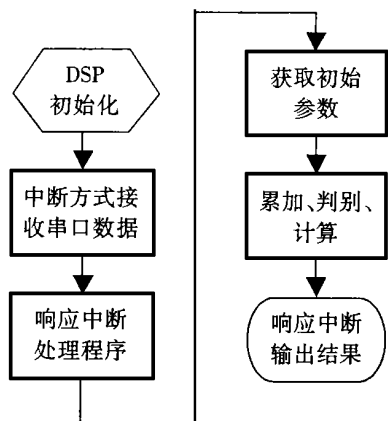 DSP
初始化
中断方式接
收串口数据
响应中断
处理程序
获取初始
参数
累加、判别、
计算
响应中断
输出结果